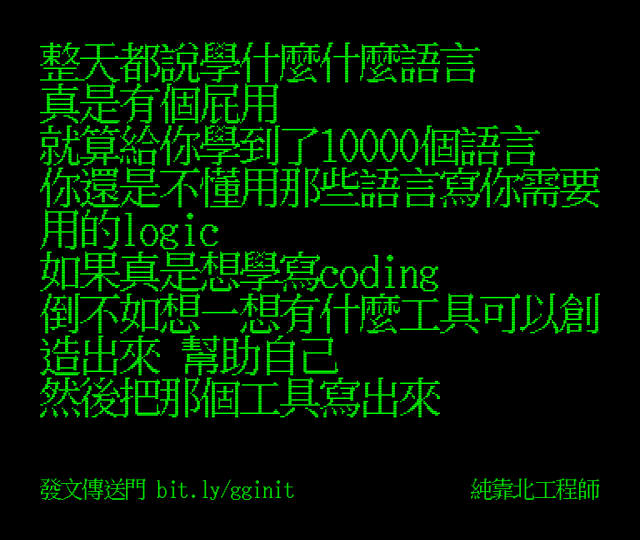 整天都說學什麼什麼語言
真是有個屁用
就算給你學到了10000個語言
你還是不懂用那些語言寫你需要
用的logic
如果真是想學寫coding
倒不如想一想有什麼工具可以創
造出來 幫助自己
然後把那個工具寫出來
發文傳送門 bit.ly/gginit
純靠北工程師